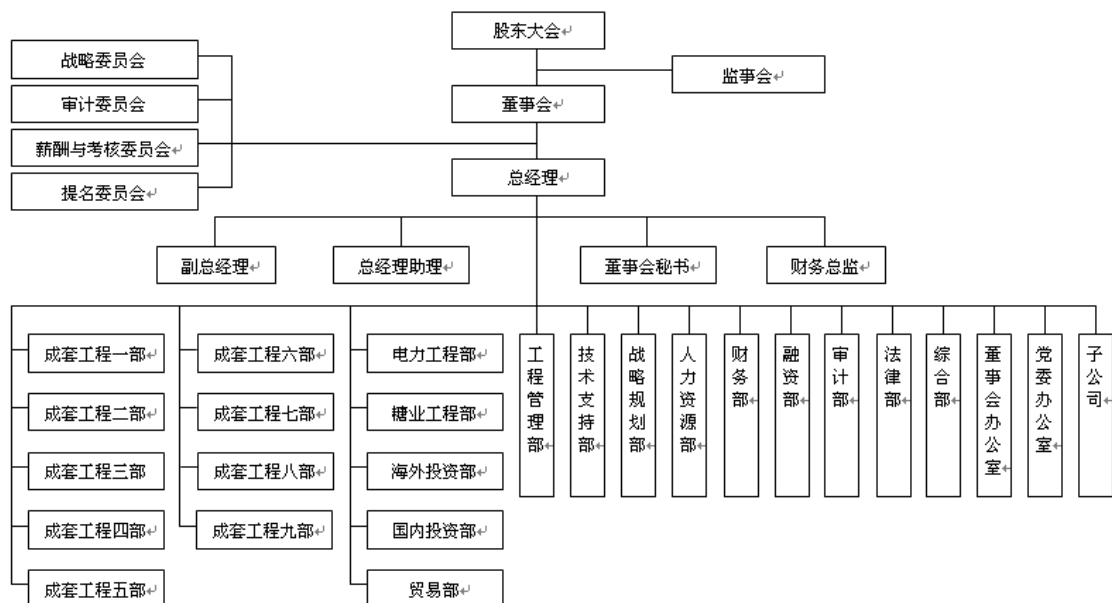 股东大会
监事会
董事会
战略委员会
审计委员会
薪酬与考核委员会
提名委员会
总经理
副总经理
总经理助理
董事会秘书
财务总监
成套工程一部
成套工程二部
成套工程三部
成套工程四部
成套工程五部
成套工程六部
成套工程七部
成套工程八部
成套工程九部
电力工程部
糖业工程部
海外投资部
国内投资部
贸易部
工程管理部
技术支持部
战略规划部
人力资源部
财务部
融资部
审计部
法律部
综合部
董事会办公室
党委办公室
子公司